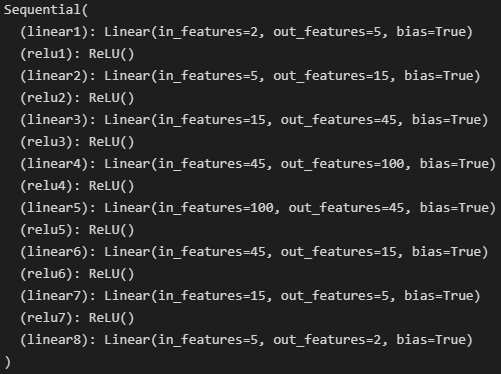 Sequential(
  (linear1): Linear(in_features=2, out_features=5, bias=True)
  (relu1): ReLU()
  (linear2): Linear(in_features=5, out_features=15, bias=True)
  (relu2): ReLU()
  (linear3): Linear(in_features=15, out_features=45, bias=True)
  (relu3): ReLU()
  (linear4): Linear(in_features=45, out_features=100, bias=True)
  (relu4): ReLU()
  (linear5): Linear(in_features=100, out_features=45, bias=True)
  (relu5): ReLU()
  (linear6): Linear(in_features=45, out_features=15, bias=True)
  (relu6): ReLU()
  (linear7): Linear(in_features=15, out_features=5, bias=True)
  (relu7): ReLU()
  (linear8): Linear(in_features=5, out_features=2, bias=True)
)